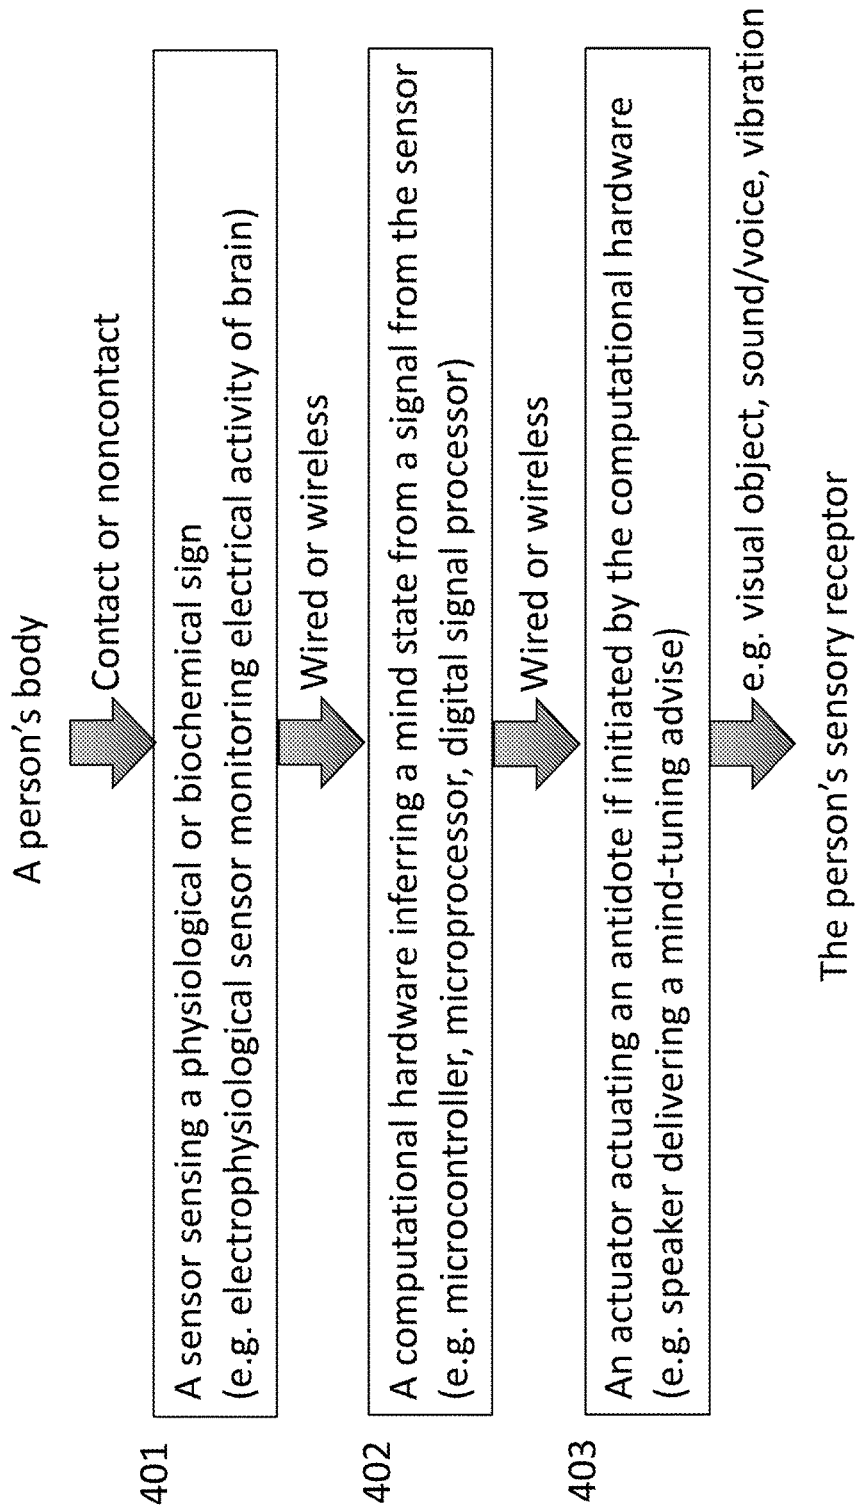 A person's body
Contact or noncontact
401
A sensor sensing a physiological or biochemical sign
(e.g. electrophysiological sensor monitoring electrical activity of brain)
Wired or wireless
402
A computational hardware inferring a mind state from a signal from the sensor
(e.g. microcontroller, microprocessor, digital signal processor)
Wired or wireless
403
An actuator actuating an antidote if initiated by the computational hardware
(e.g. speaker delivering a mind-tuning advise)
e.g. visual object, sound/voice, vibration
The person's sensory receptor